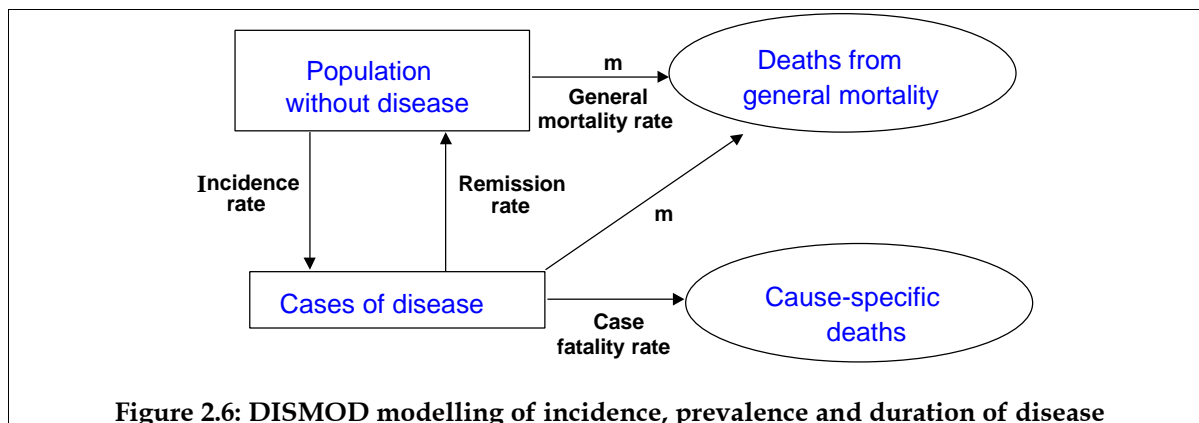 Population
without disease
m
General
mortality rate
Deaths from
general mortality
Incidence
rate
Remission
rate
m
Cases of disease
Case
fatality rate
Cause-specific
deaths
Figure 2.6: DISMOD modelling of incidence, prevalence and duration of disease